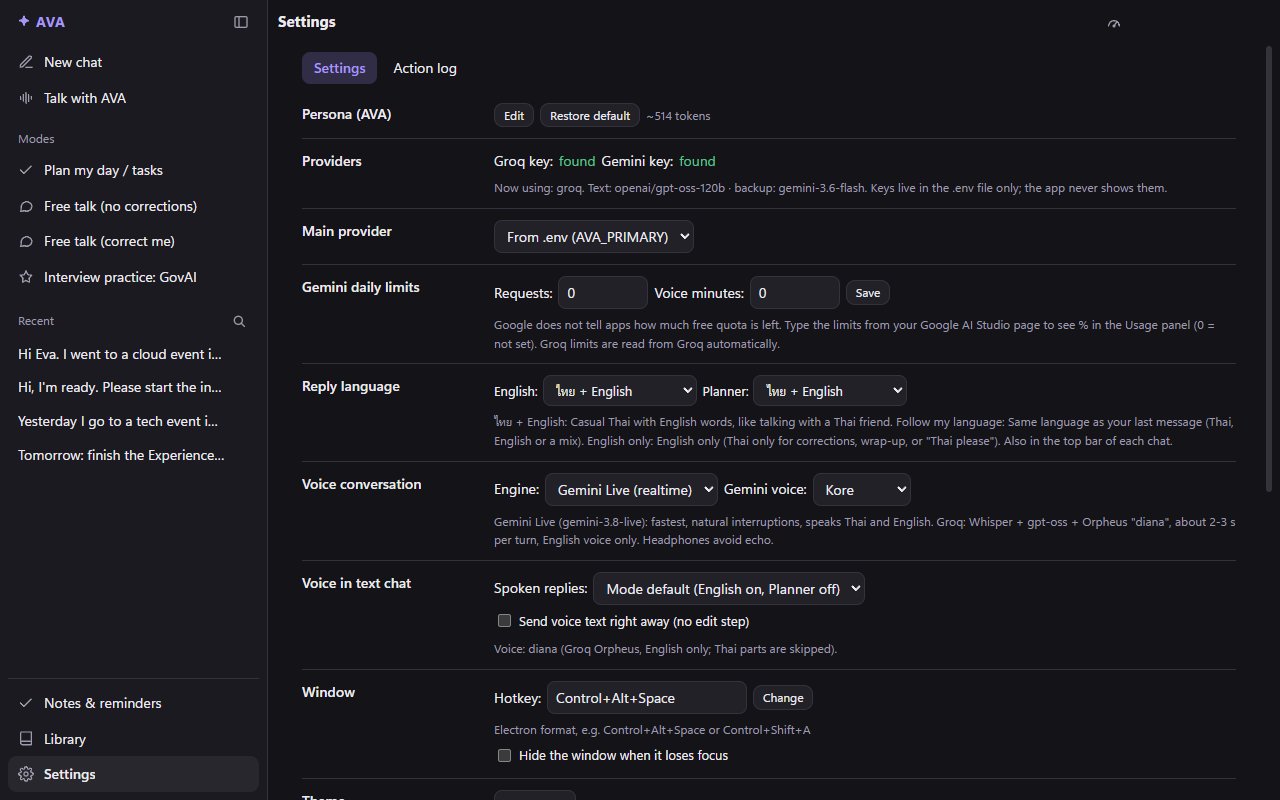 AVA
New chat
Talk with AVA
Modes
Plan my day / tasks
Free talk (no corrections)
Free talk (correct me)
Interview practice: GovAI
Recent
Hi Eva. I went to a cloud event i...
Hi, I'm ready. Please start the in...
Yesterday I go to a tech event i...
Tomorrow: finish the Experience...
Notes & reminders
Library
Settings
Settings
Settings Action log
Persona (AVA) Edit Restore default ~514 tokens
Providers Groq key: found Gemini key: found
Now using: groq. Text: openai/gpt-oss-120b · backup: gemini-3.6-flash. Keys live in the .env file only; the app never shows them.
Main provider From .env (AVA_PRIMARY)
Gemini daily limits Requests: 0 Voice minutes: 0 Save
Google does not tell apps how much free quota is left. Type the limits from your Google AI Studio page to see % in the Usage panel (0 =
not set). Groq limits are read from Groq automatically.
Reply language English: ไทย + English Planner: ไทย + English
ไทย + English: Casual Thai with English words, like talking with a Thai friend. Follow my language: Same language as your last message (Thai,
English or a mix). English only: English only (Thai only for corrections, wrap-up, or "Thai please"). Also in the top bar of each chat.
Voice conversation Engine: Gemini Live (realtime) Gemini voice: Kore
Gemini Live (gemini-3.8-live): fastest, natural interruptions, speaks Thai and English. Groq: Whisper + gpt-oss + Orpheus "diana", about 2-3 s
per turn, English voice only. Headphones avoid echo.
Voice in text chat Spoken replies: Mode default (English on, Planner off)
Send voice text right away (no edit step)
Voice: diana (Groq Orpheus, English only; Thai parts are skipped).
Window Hotkey: Control+Alt+Space Change
Electron format, e.g. Control+Alt+Space or Control+Shift+A
Hide the window when it loses focus
Theme